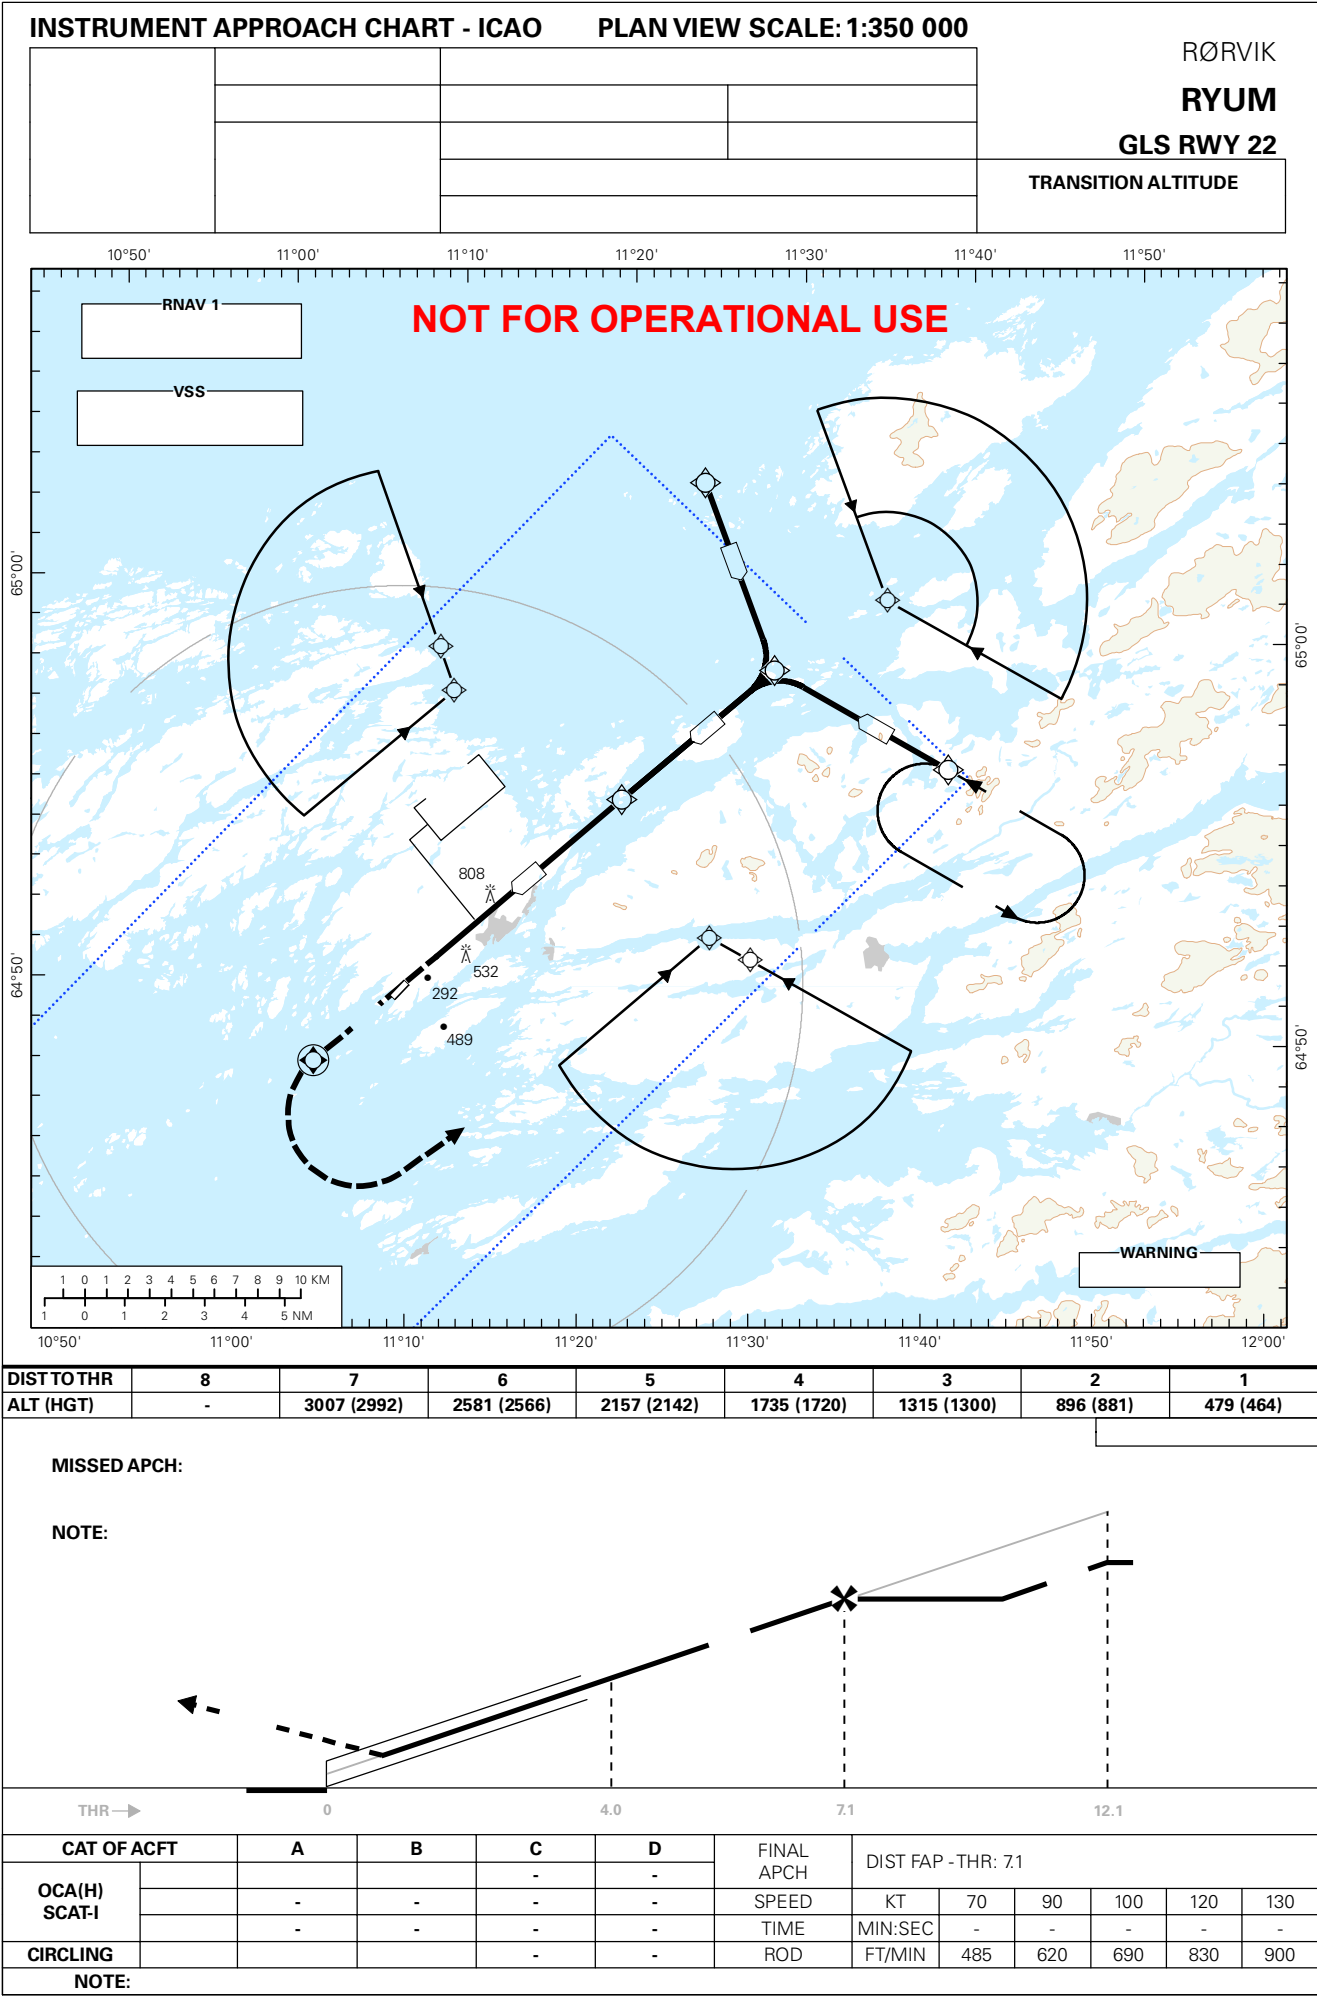 INSTRUMENT APPROACH CHART - ICAO PLAN VIEW SCALE: 1:350 000
RØRVIK
RYUM
GLS RWY 22
TRANSITION ALTITUDE
10°50' 11°00' 11°10' 11°20' 11°30' 11°40' 11°50'
RNAV 1
NOT FOR OPERATIONAL USE
VSS
65°00'
65°00'
808
532
292
489
64°50'
64°50'
WARNING
1 0 1 2 3 4 5 6 7 8 9 10 KM
1 0 1 2 3 4 5 NM
10°50' 11°00' 11°10' 11°20' 11°30' 11°40' 11°50' 12°00'
DIST TO THR 8 7 6 5 4 3 2 1
ALT (HGT) - 3007 (2992) 2581 (2566) 2157 (2142) 1735 (1720) 1315 (1300) 896 (881) 479 (464)
MISSED APCH:
NOTE:
THR 0 4.0 7.1 12.1
CAT OF ACFT A B C D FINAL APCH DIST FAP - THR: 7.1
OCA(H) SCAT-I - -
- - - - SPEED KT 70 90 100 120 130
- - - - TIME MIN:SEC - - - - -
CIRCLING - - ROD FT/MIN 485 620 690 830 900
NOTE: